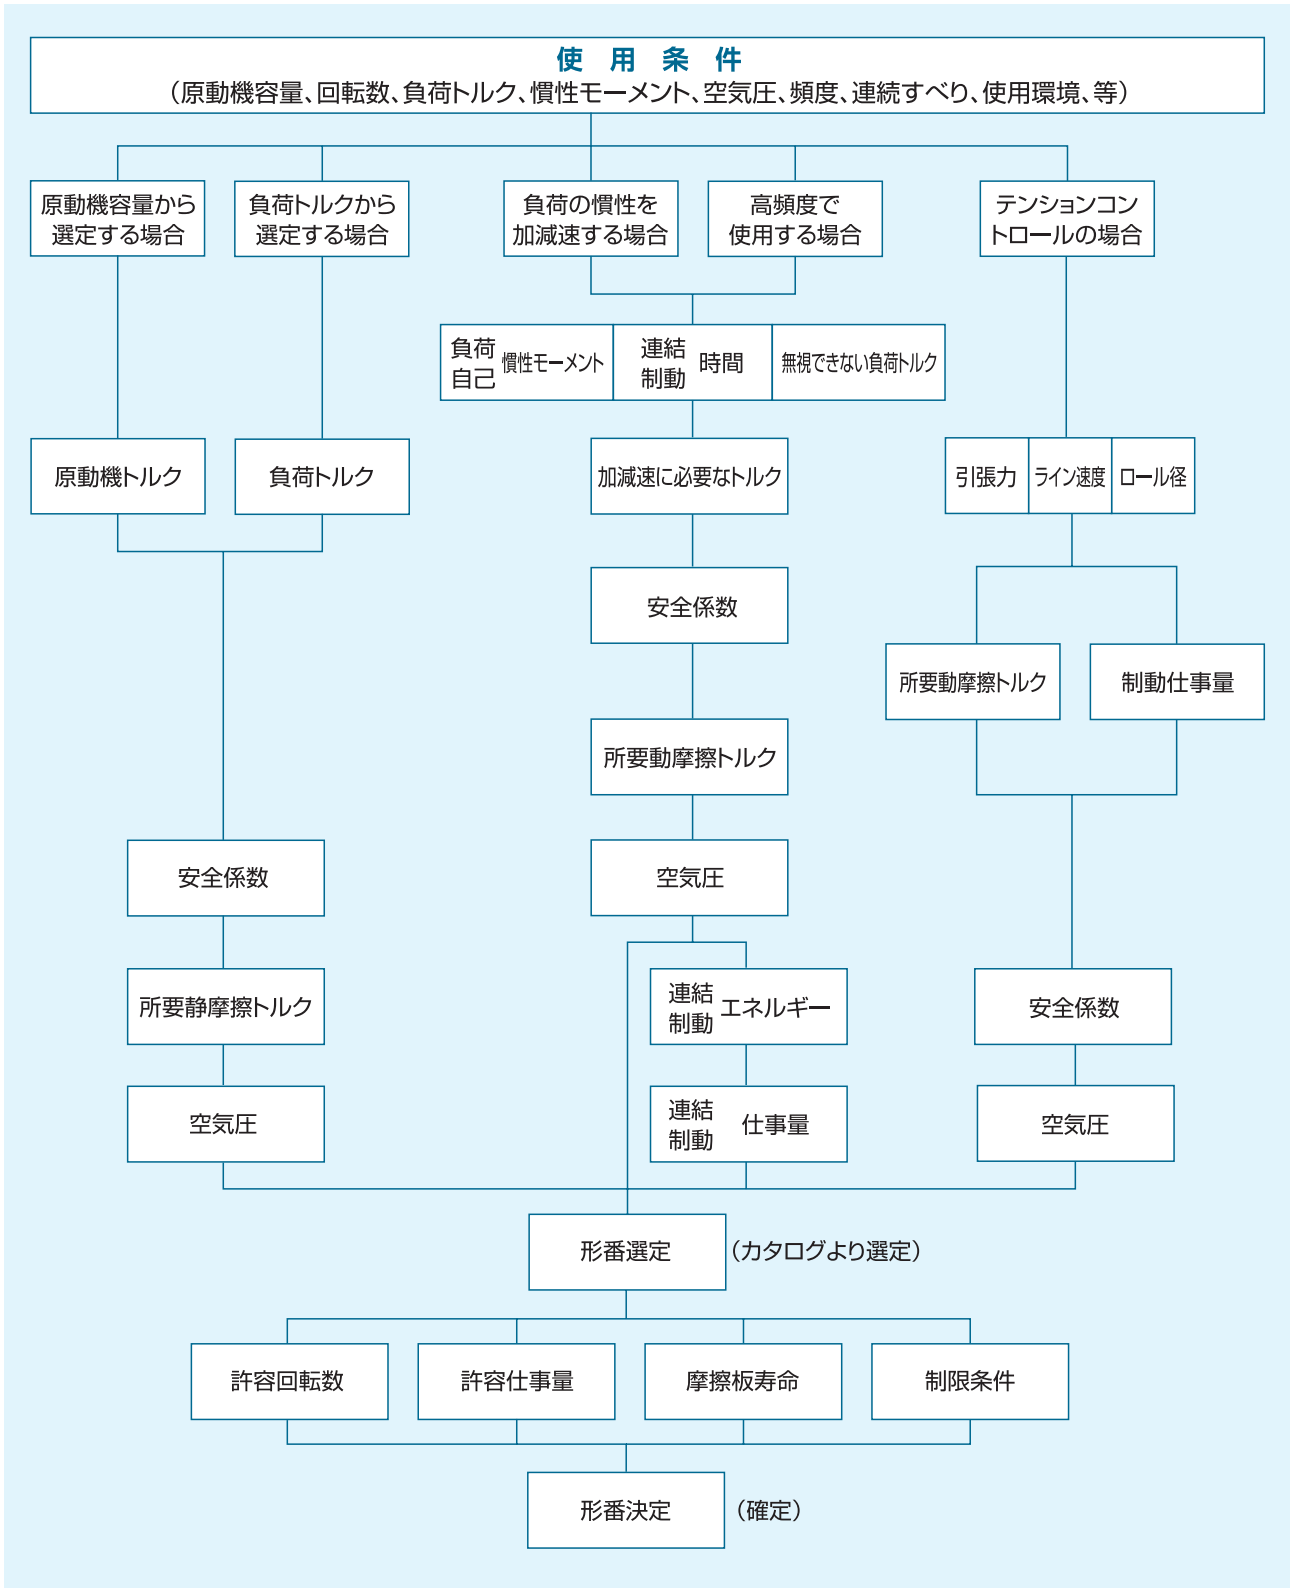 使用条件
（原動機容量、回転数、負荷トルク、慣性モーメント、空気圧、頻度、連続すべり、使用環境、等）
原動機容量から
選定する場合
負荷トルクから
選定する場合
負荷の慣性を
加減速する場合
高頻度で
使用する場合
テンションコン
トロールの場合
負荷
自己
慣性モーメント
連結
制動
時間
無視できない負荷トルク
原動機トルク
負荷トルク
加減速に必要なトルク
引張力
ライン速度
ロール径
安全係数
所要動摩擦トルク
制動仕事量
所要動摩擦トルク
安全係数
空気圧
所要静摩擦トルク
連結
制動
エネルギー
安全係数
空気圧
連結
制動
仕事量
空気圧
形番選定
（カタログより選定）
許容回転数
許容仕事量
摩擦板寿命
制限条件
形番決定
（確定）